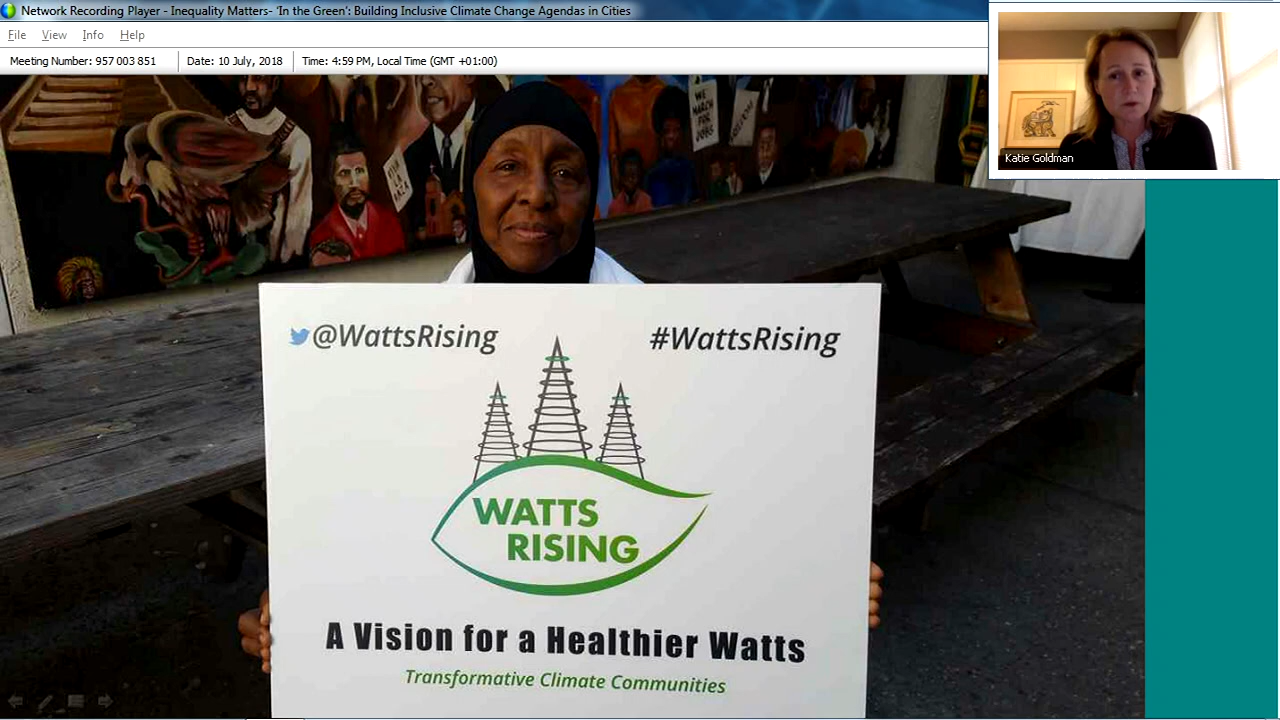 Network Recording Player - Inequality Matters- ‘In the Green’: Building Inclusive Climate Change Agendas in Cities
File View Info Help
Meeting Number: 957 003 851 Date: 10 July, 2018 Time: 4:59 PM, Local Time (GMT +01:00)
Katie Goldman
WE MARCH FOR
@WattsRising #WattsRising
WATTS
RISING
A Vision for a Healthier Watts
Transformative Climate Communities